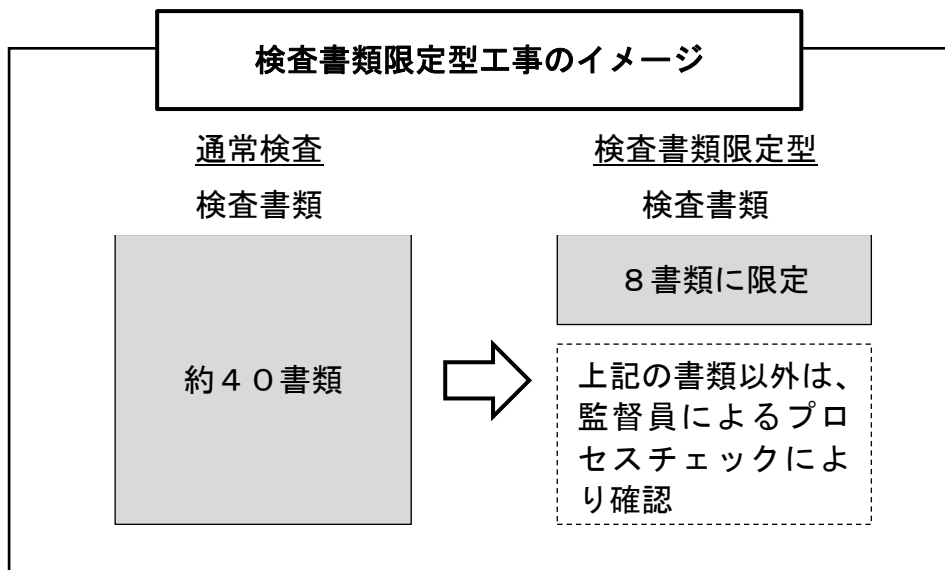 検査書類限定型工事のイメージ
通常検査
検査書類
約４０書類
検査書類限定型
検査書類
８書類に限定
上記の書類以外は、
監督員によるプロ
セスチェックによ
り確認